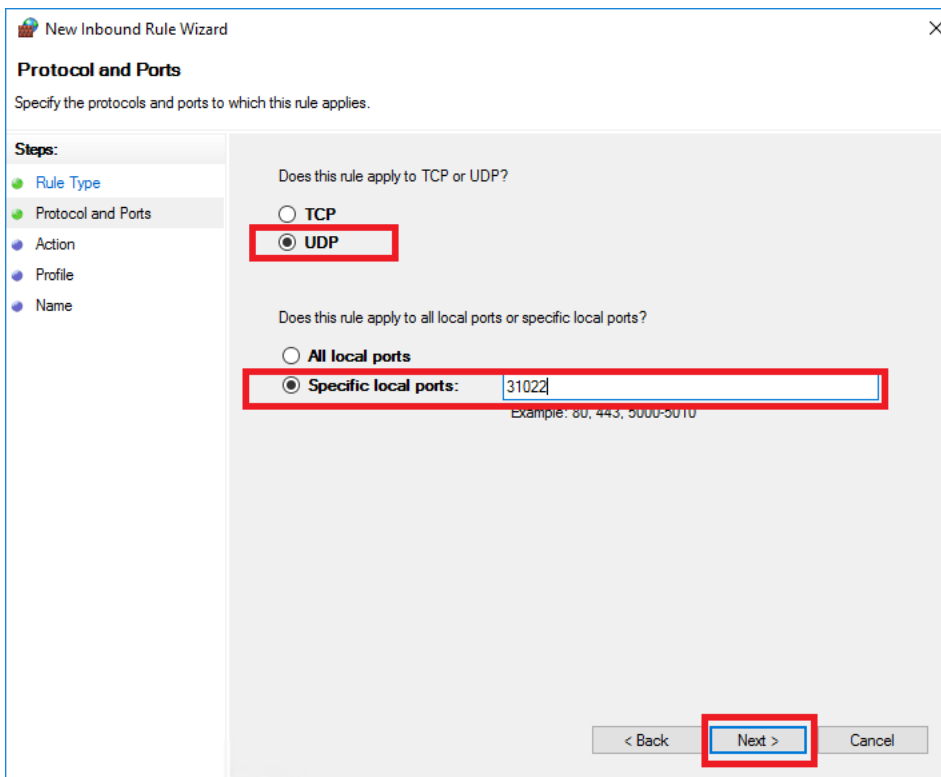 New Inbound Rule Wizard
Protocol and Ports
Specify the protocols and ports to which this rule applies.
Steps:
Rule Type
Protocol and Ports
Action
Profile
Name
Does this rule apply to TCP or UDP?
TCP
UDP
Does this rule apply to all local ports or specific local ports?
All local ports
Specific local ports: 31022
Example: 80, 443, 5000-5010
< Back Next > Cancel